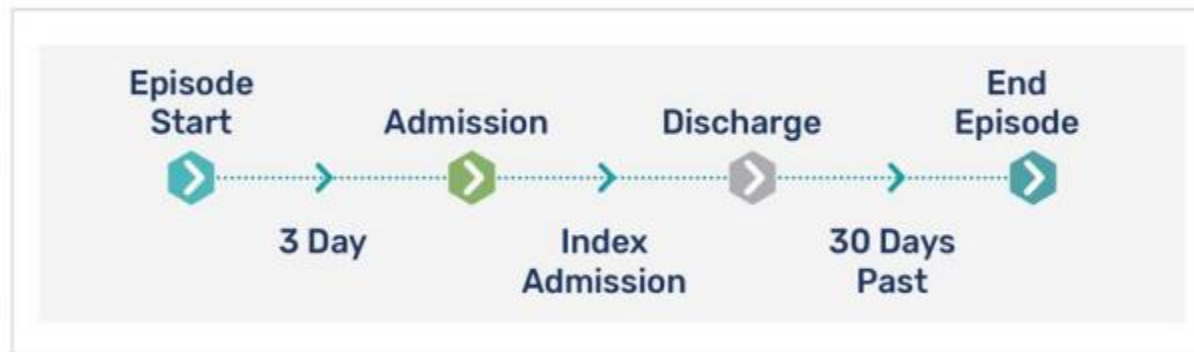 Episode
Start
Admission
Discharge
End
Episode
3 Day
Index
Admission
30 Days
Past